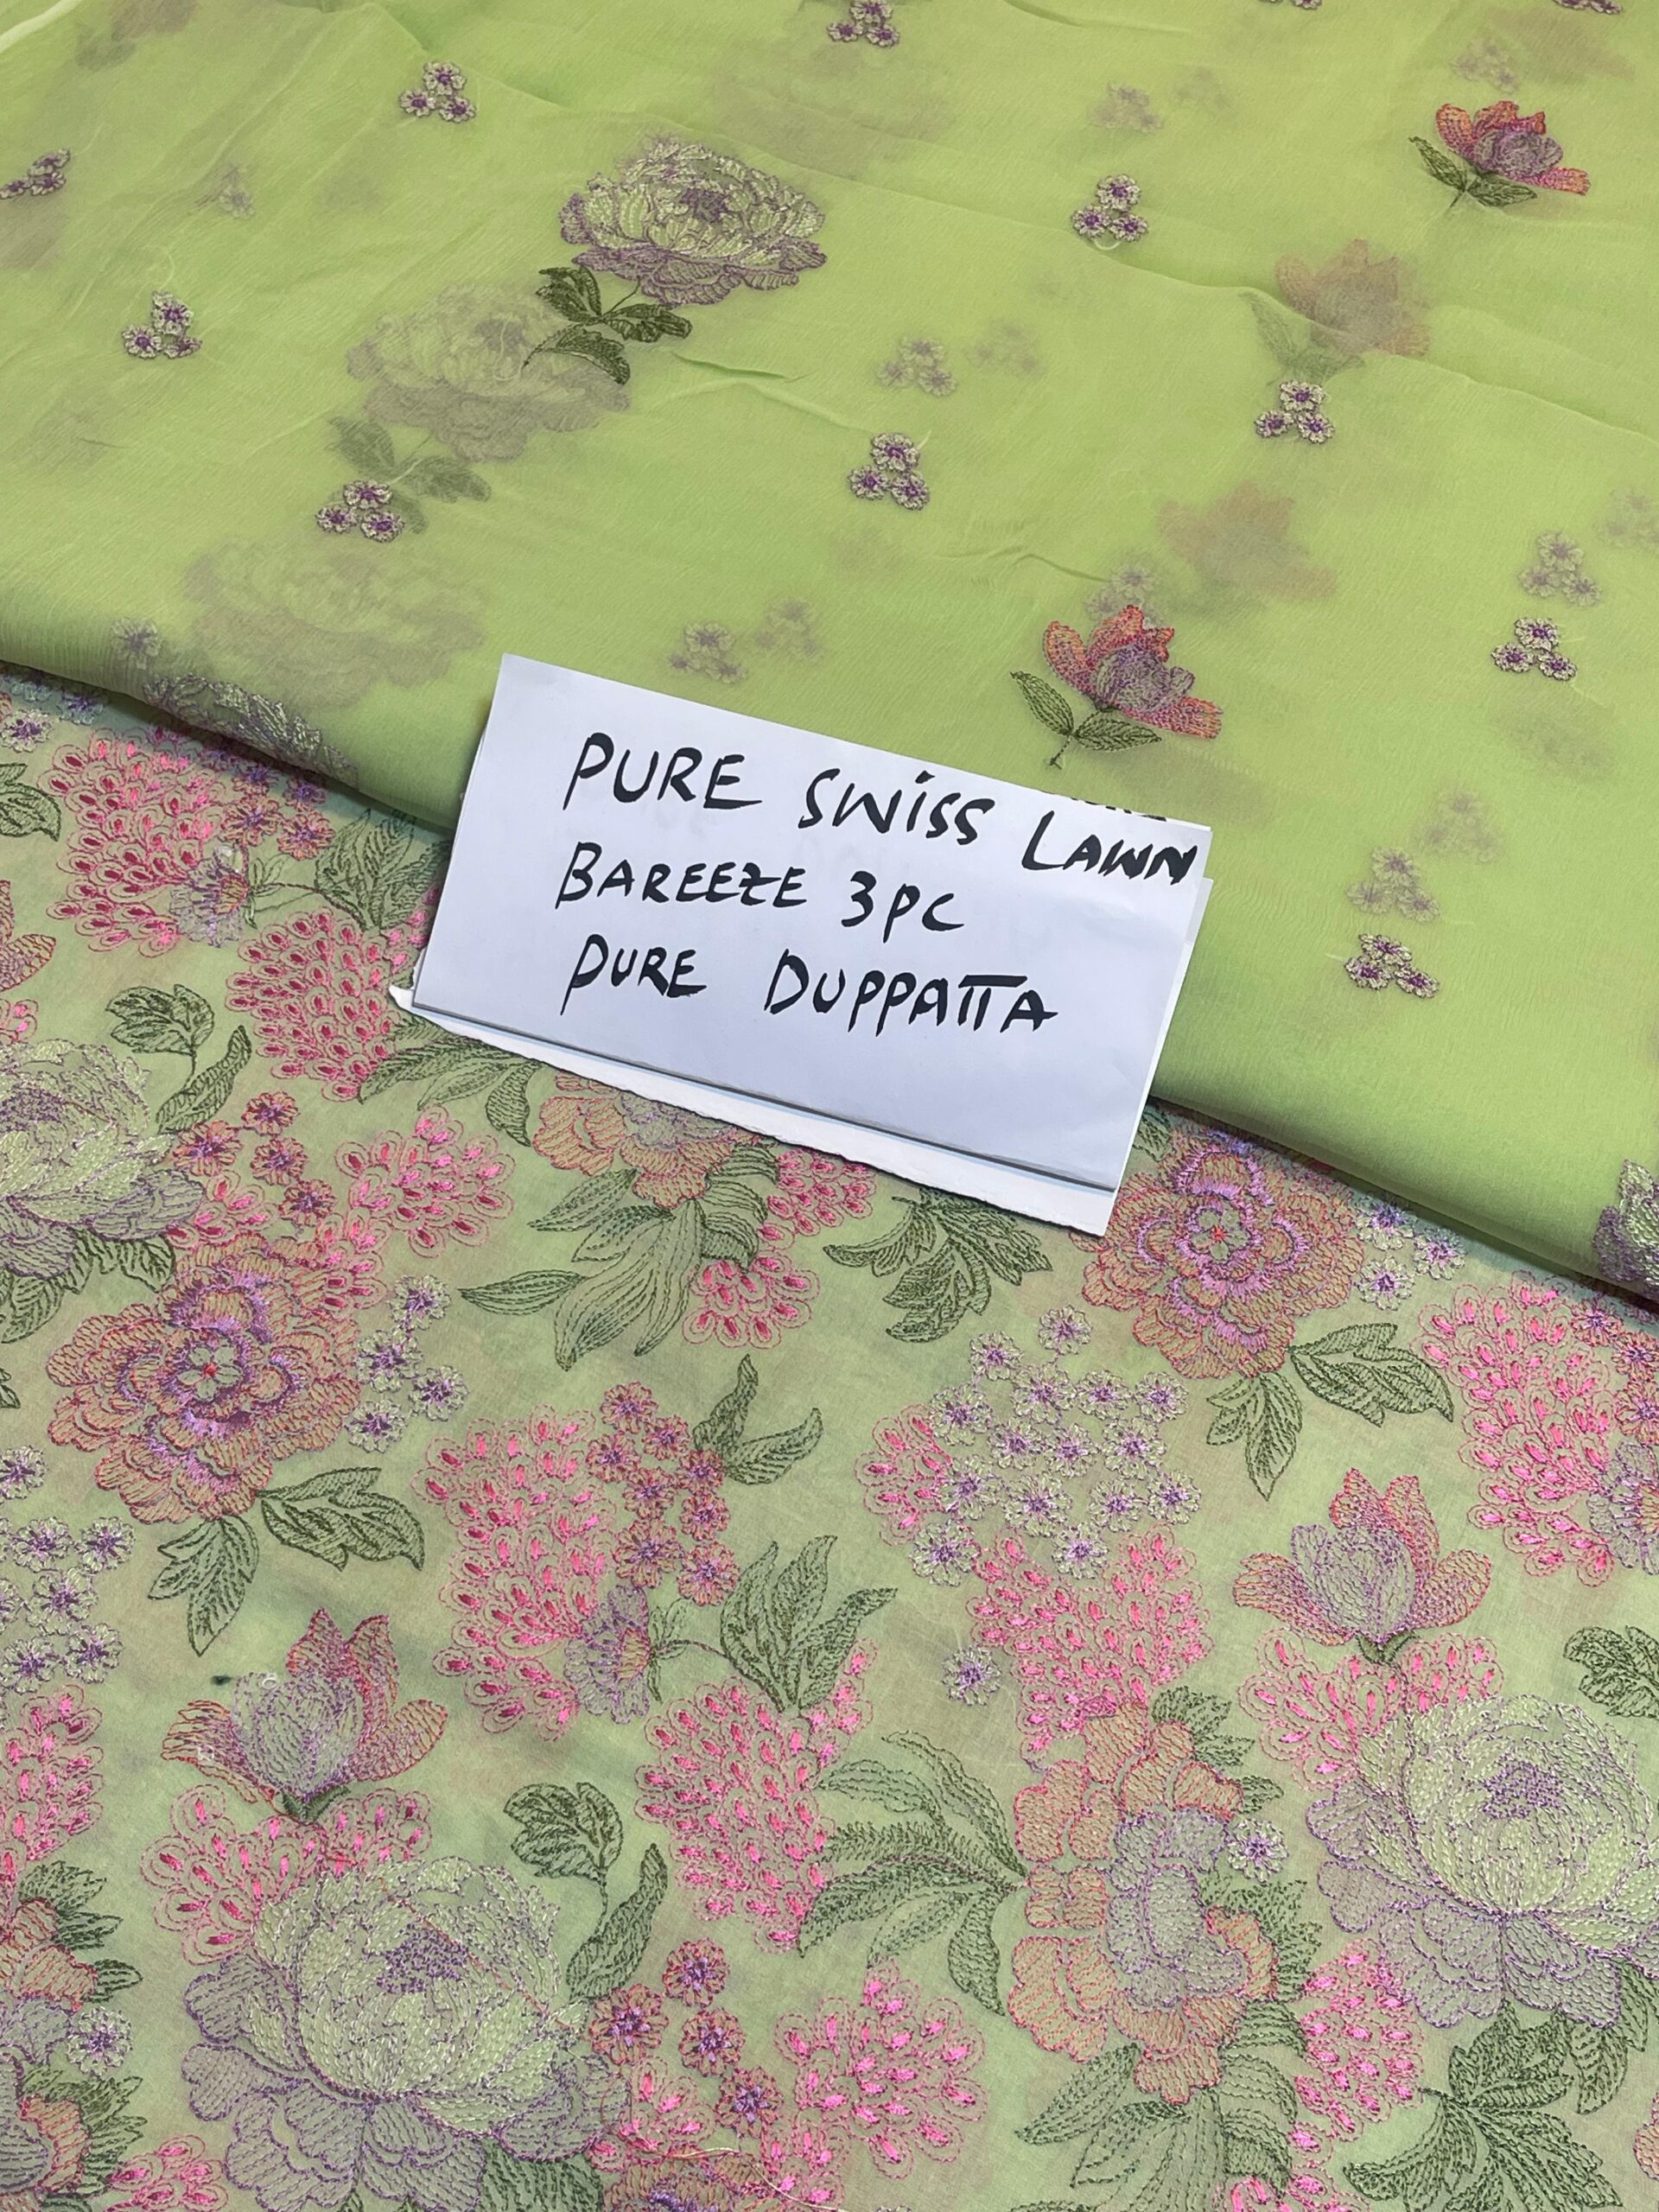 PURE SWiSS LAWN
BAREEZE 3PC
PURE DUPPATTA